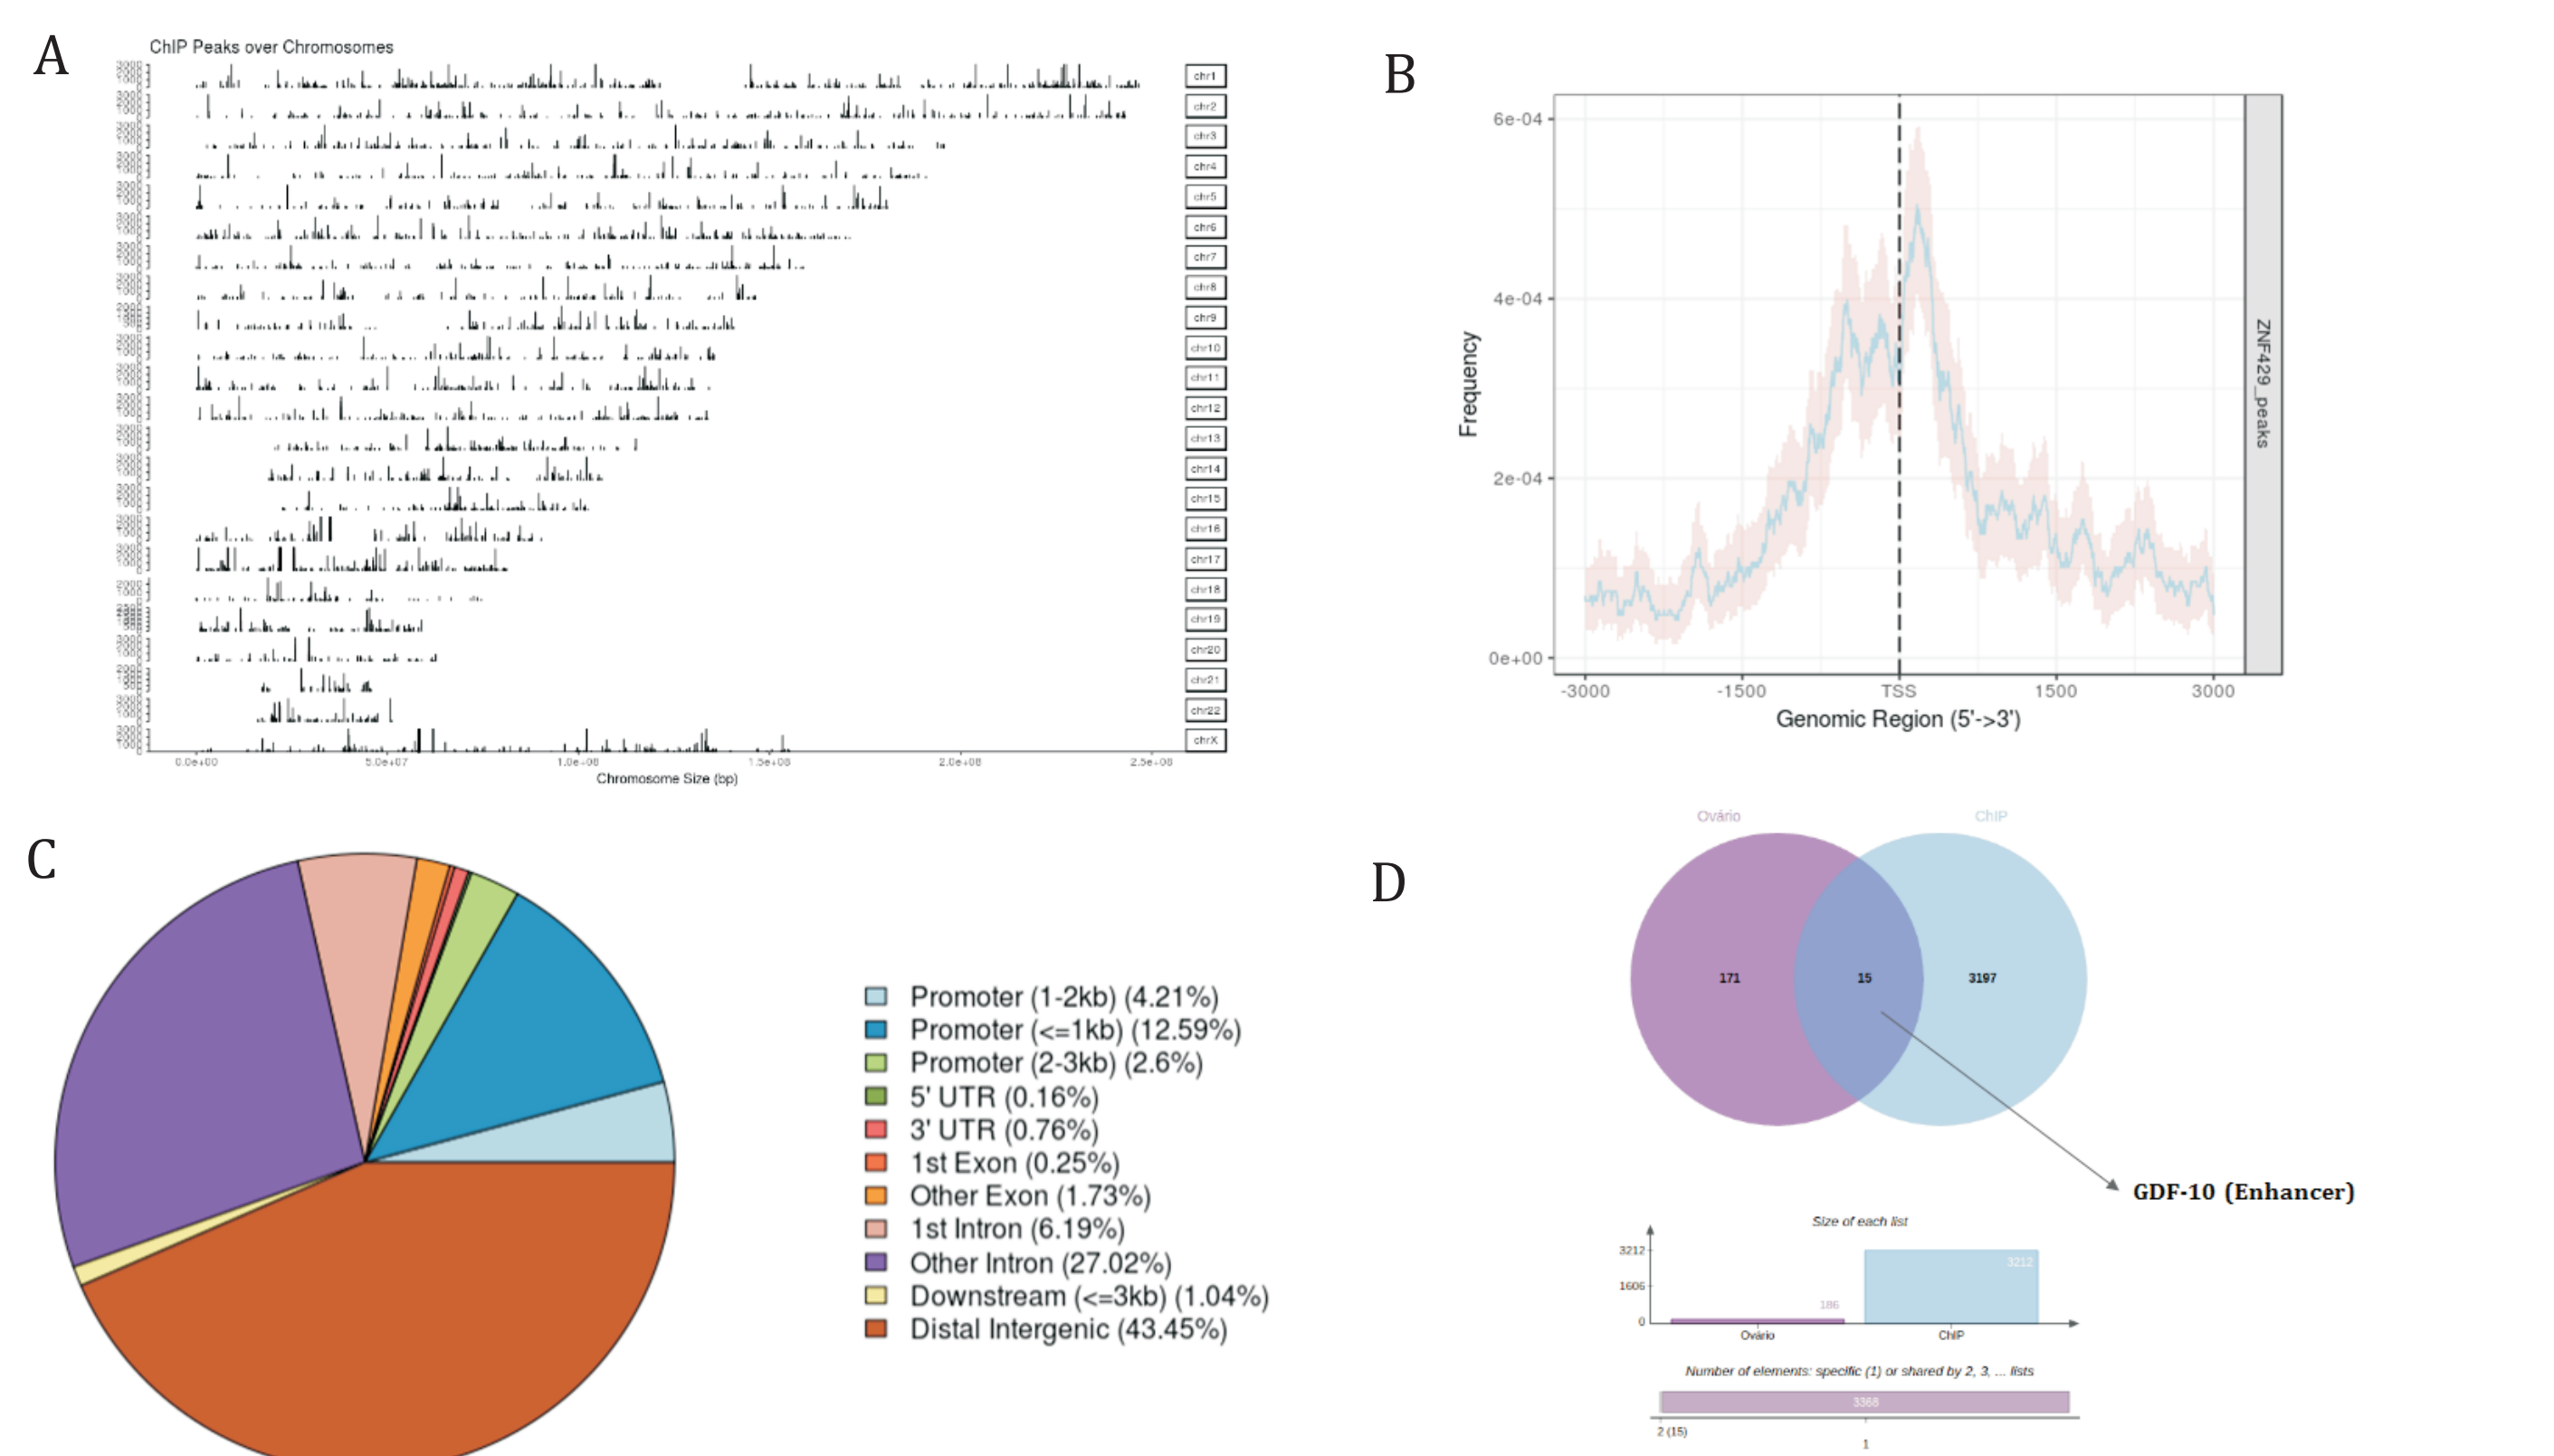 A
ChIP Peaks over Chromosomes
chr1
chr2
chr3
chr4
chr5
chr6
chr7
chr8
chr9
chr10
chr11
chr12
chr13
chr14
chr15
chr16
chr17
chr18
chr19
chr20
chr21
chr22
chrX
0.0e+00 5.0e+07 1.0e+08 1.5e+08 2.0e+08 2.5e+08
Chromosome Size (bp)
B
6e-04
4e-04
2e-04
0e+00
Frequency
ZNF429_peaks
-3000 -1500 TSS 1500 3000
Genomic Region (5'->3')
C
Promoter (1-2kb) (4.21%)
Promoter (<=1kb) (12.59%)
Promoter (2-3kb) (2.6%)
5' UTR (0.16%)
3' UTR (0.76%)
1st Exon (0.25%)
Other Exon (1.73%)
1st Intron (6.19%)
Other Intron (27.02%)
Downstream (<=3kb) (1.04%)
Distal Intergenic (43.45%)
D
Ovário ChIP
171 15 3197
GDF-10 (Enhancer)
Size of each list
3212
1606
0
186
3212
Ovário ChIP
Number of elements: specific (1) or shared by 2, 3, ... lists
3368
2 (15)
1